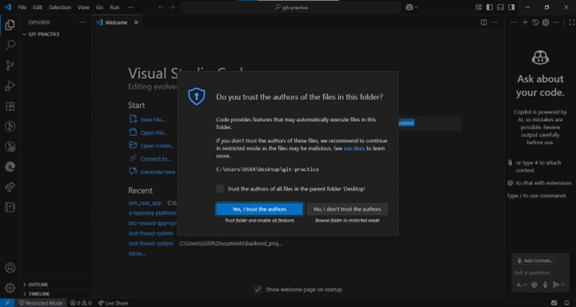 File Edit Selection View Go Run ...
git-practice
EXPLORER
GIT-PRACTICE
Welcome
Visual Studio Code
Editing evolved
Start
New File...
Open File...
Open Folder...
Connect to...
Generate New
Recent
jom_cuci_app C:\
e-learning-platform
btc-reward-app-sy
lost-found-system
lost-found-system C:\Users\USER\Documents\backend_proj...
More...
Do you trust the authors of the files in this folder?
Code provides features that may automatically execute files in this
folder.
If you don't trust the authors of these files, we recommend to continue
in restricted mode as the files may be malicious. See our docs to learn
more.
C:\Users\USER\Desktop\git-practice
Trust the authors of all files in the parent folder 'Desktop'
Yes, I trust the authors
Trust folder and enable all features
No, I don't trust the authors
Browse folder in restricted mode
Show welcome page on startup
Ask about
your code.
Copilot is powered by
AI, so mistakes are
possible. Review
output carefully
before use.
or type # to attach
context
@ to chat with extensions
Type / to use commands
Add Context...
Ask a question.
OUTLINE
TIMELINE
Restricted Mode
0
0
Live Share